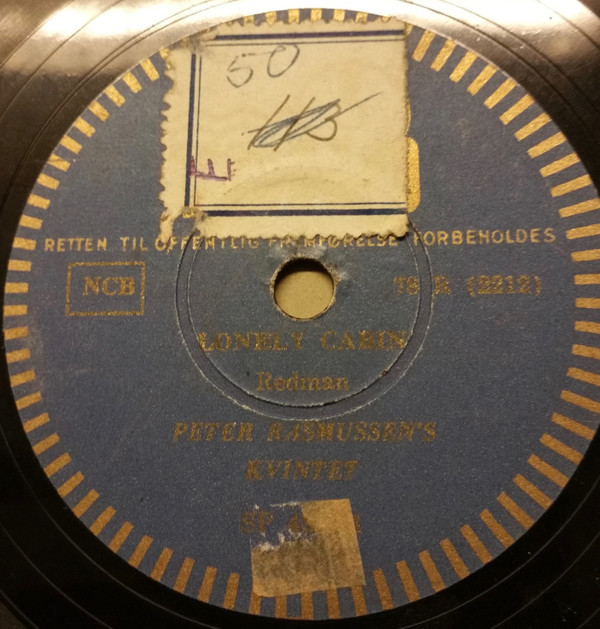 50
RETTEN TIL OFFENTLIG FREMFØRELSE FORBEHOLDES
NCB
78 R (2212)
LONELY CABIN
Redman
PETER RASMUSSEN'S
KVINTET